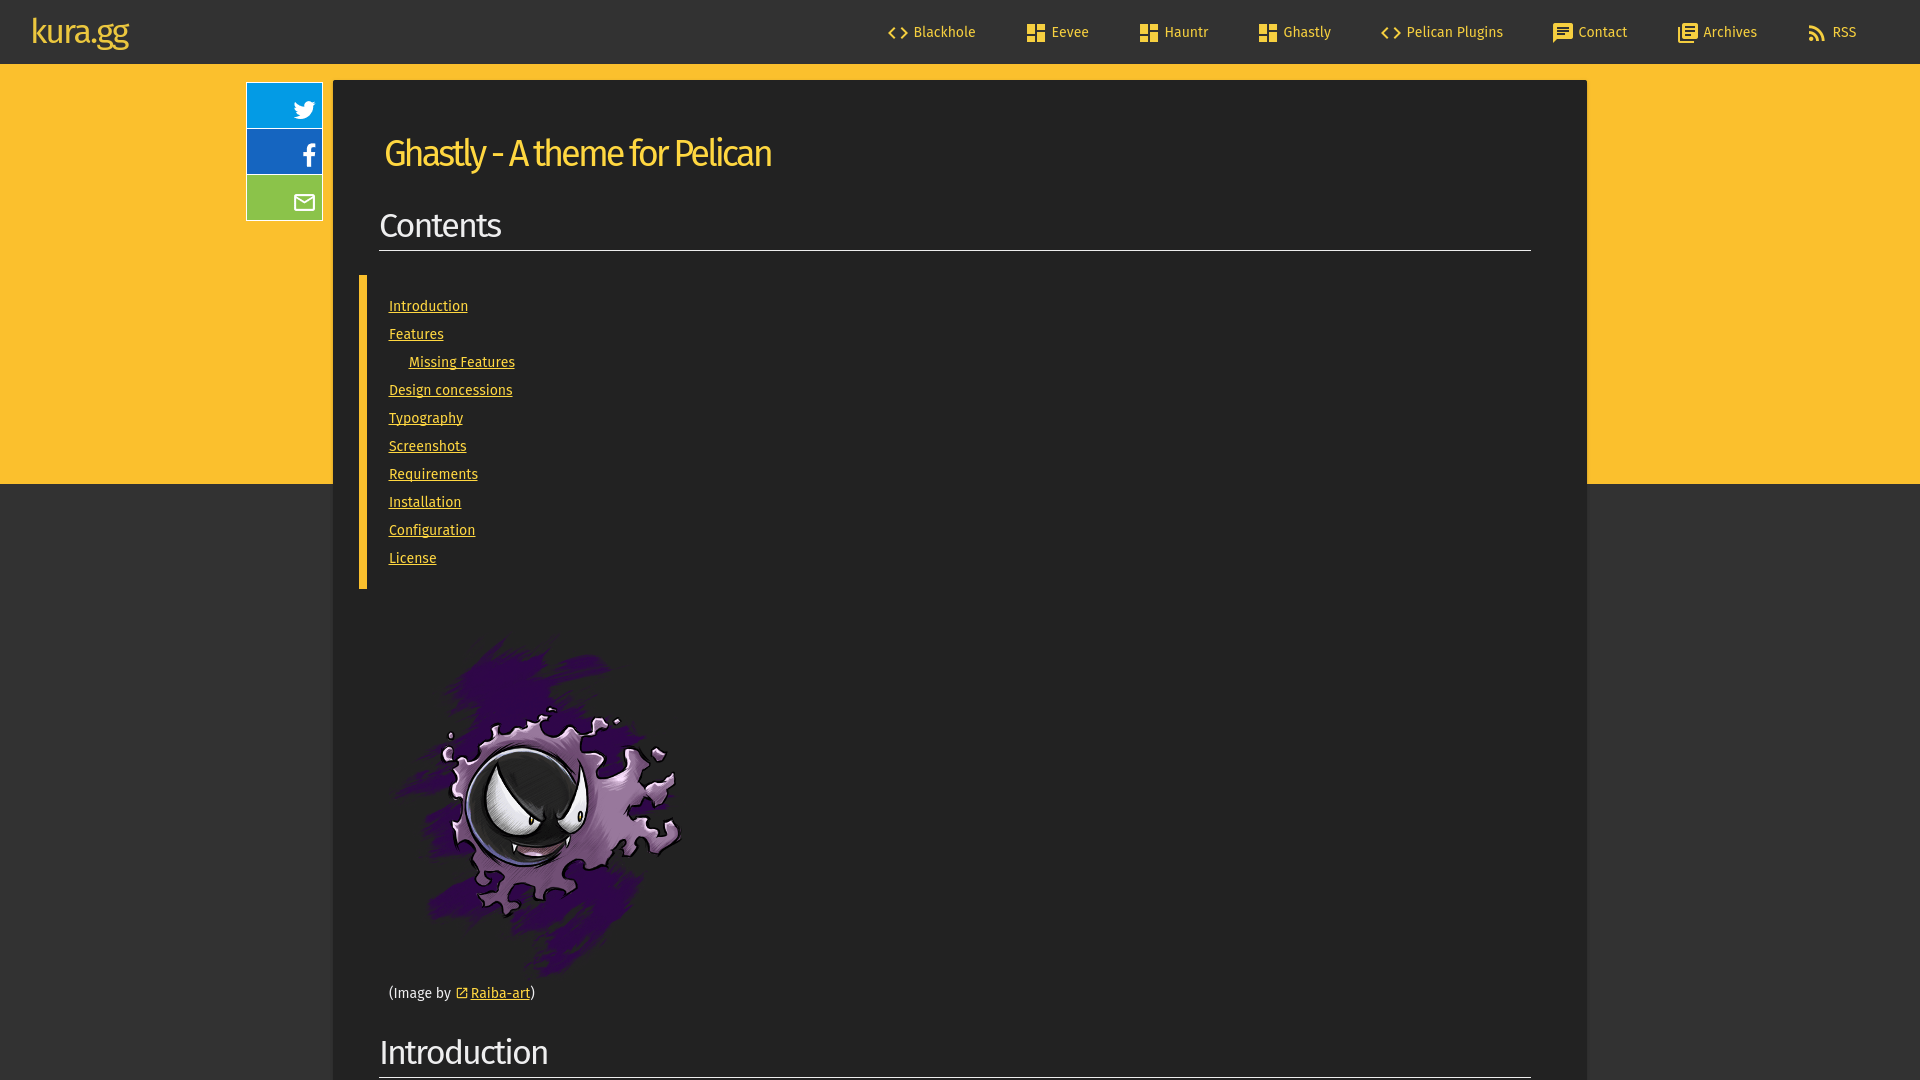 kura.gg
Blackhole
Eevee
Hauntr
Ghastly
Pelican Plugins
Contact
Archives
RSS
Ghastly - A theme for Pelican
Contents
Introduction
Features
Missing Features
Design concessions
Typography
Screenshots
Requirements
Installation
Configuration
License
(Image by Raiba-art)
Introduction